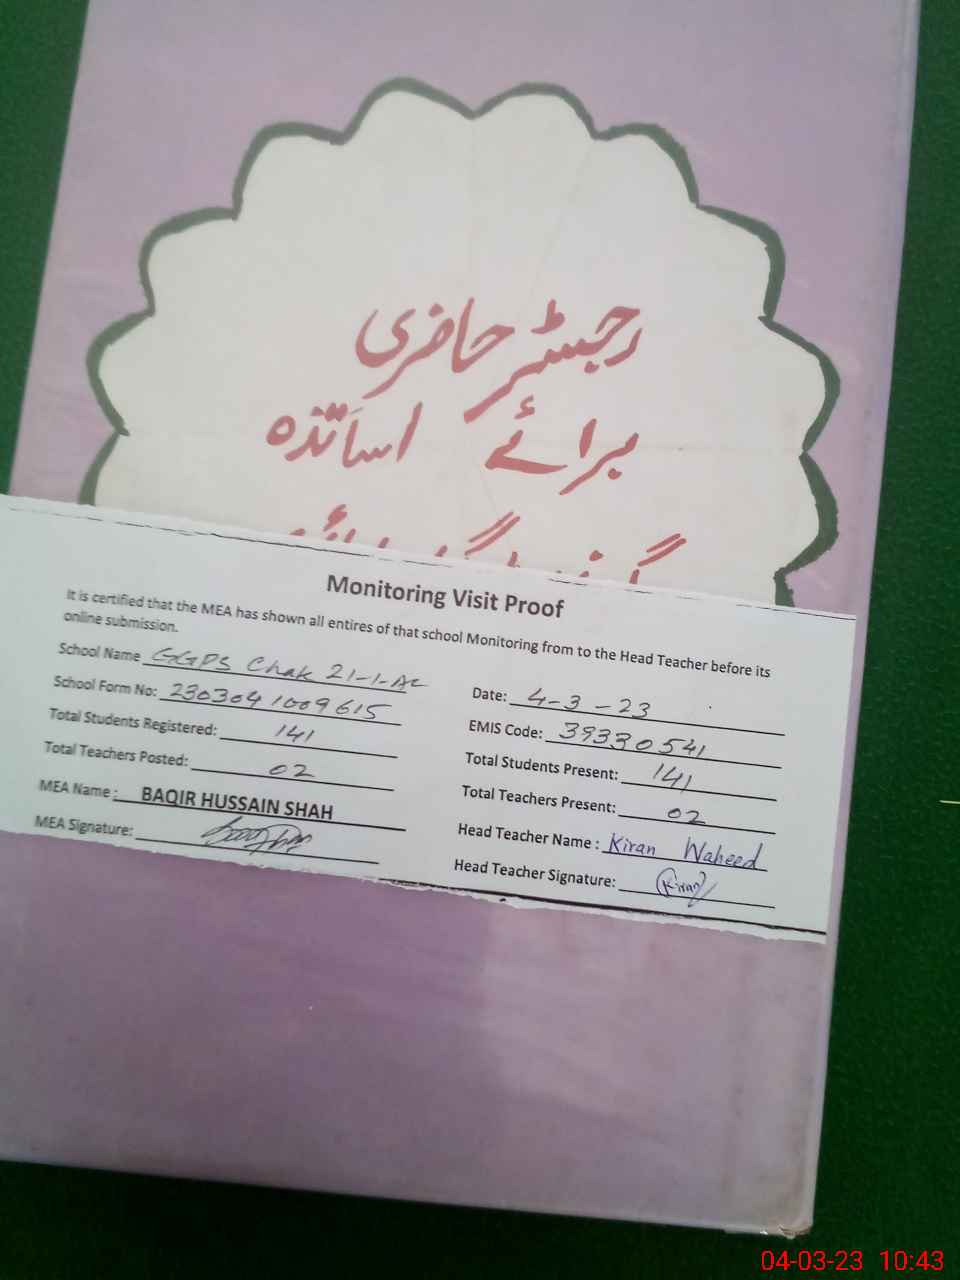 رجسٹر حاضری
برائے اساتذہ
Monitoring Visit Proof
It is certified that the MEA has shown all entires of that school Monitoring from to the Head Teacher before its
online submission.
School Name GGPS Chak 21-1-AL
Date: 4-3-23
School Form No: 2303041009615
EMIS Code: 39330541
Total Students Registered: 141
Total Students Present: 141
Total Teachers Posted: 02
Total Teachers Present: 02
MEA Name: BAQIR HUSSAIN SHAH
Head Teacher Name: Kiran Waheed
MEA Signature:
Head Teacher Signature: Kiran
04-03-23 10:43